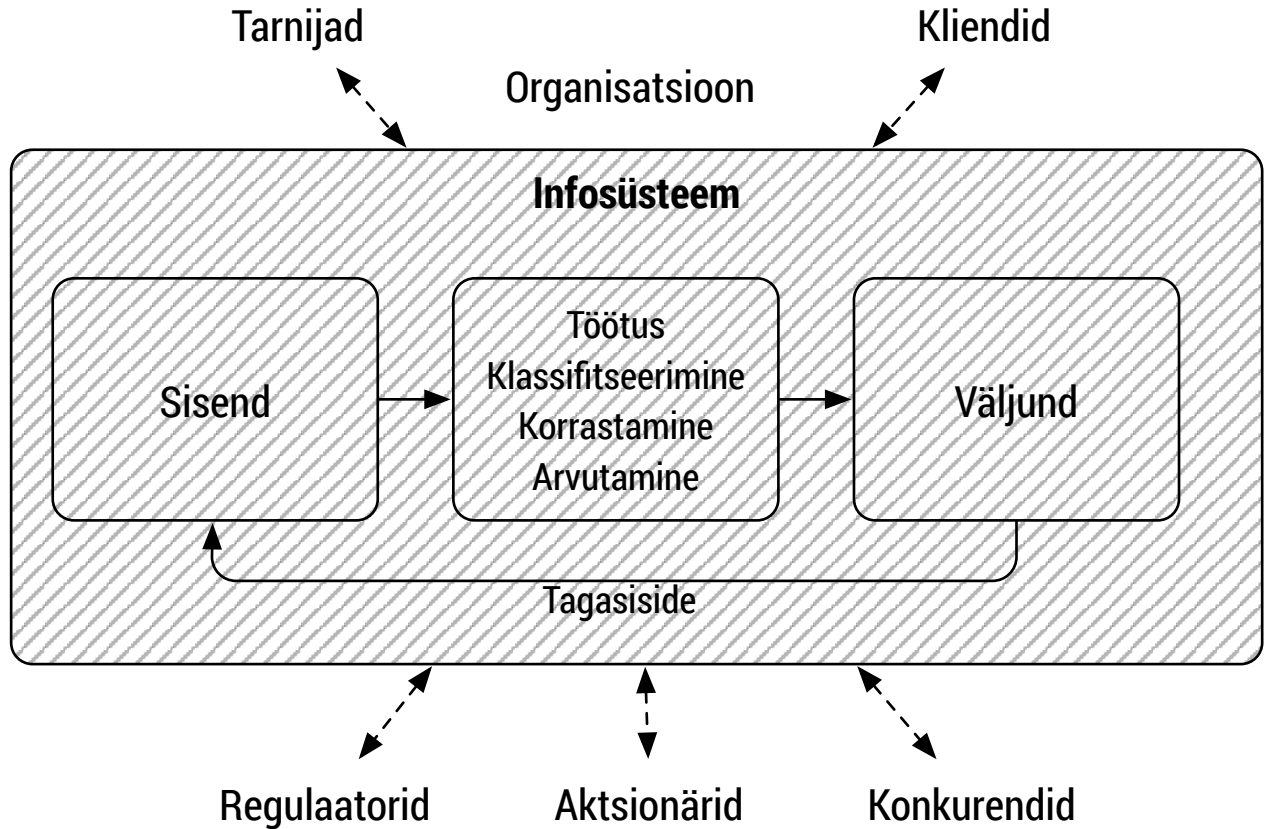 Tarnijad
Kliendid
Organisatsioon
Infosüsteem
Sisend
Töötus
Klassifitseerimine
Korrastamine
Arvutamine
Väljund
Tagasiside
Regulaatorid
Aktsionärid
Konkurendid